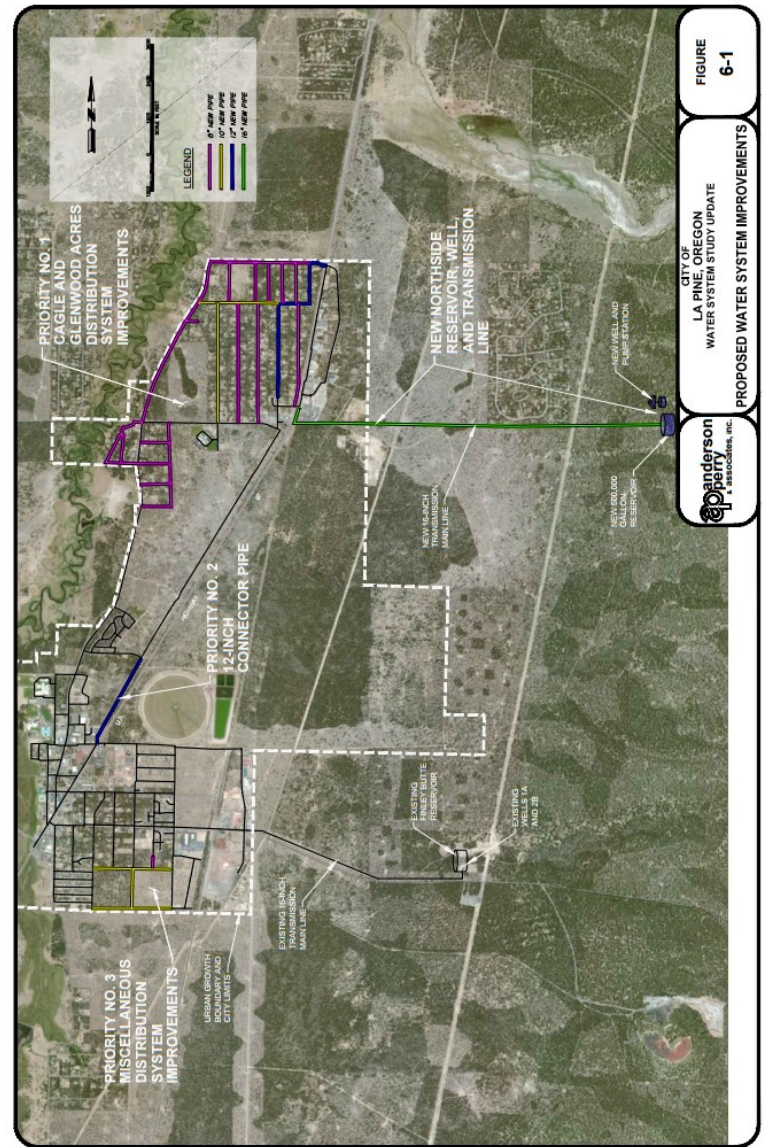 PRIORITY NO. 3
MISCELLANEOUS
DISTRIBUTION
SYSTEM
IMPROVEMENTS
URBAN GROWTH
BOUNDARY AND
CITY LIMITS
EXISTING 16-INCH
TRANSMISSION
MAIN LINE
EXISTING
FINLEY BUTTE
RESERVOIR
EXISTING
WELLS 1A
AND 2B
PRIORITY NO. 2
12-INCH
CONNECTOR PIPE
PRIORITY NO. 1
CAGLE AND
GLENWOOD ACRES
DISTRIBUTION
SYSTEM
IMPROVEMENTS
NEW NORTHSIDE
RESERVOIR, WELL,
AND TRANSMISSION
LINE
NEW 16-INCH
TRANSMISSION
MAIN LINE
NEW 600,000
GALLON
RESERVOIR
NEW WELL AND
PUMP STATION
SCALE IN FEET
LEGEND
8" NEW PIPE
10" NEW PIPE
12" NEW PIPE
16" NEW PIPE
anderson
perry
& associates, inc.
CITY OF
LA PINE, OREGON
WATER SYSTEM STUDY UPDATE
PROPOSED WATER SYSTEM IMPROVEMENTS
FIGURE
6-1